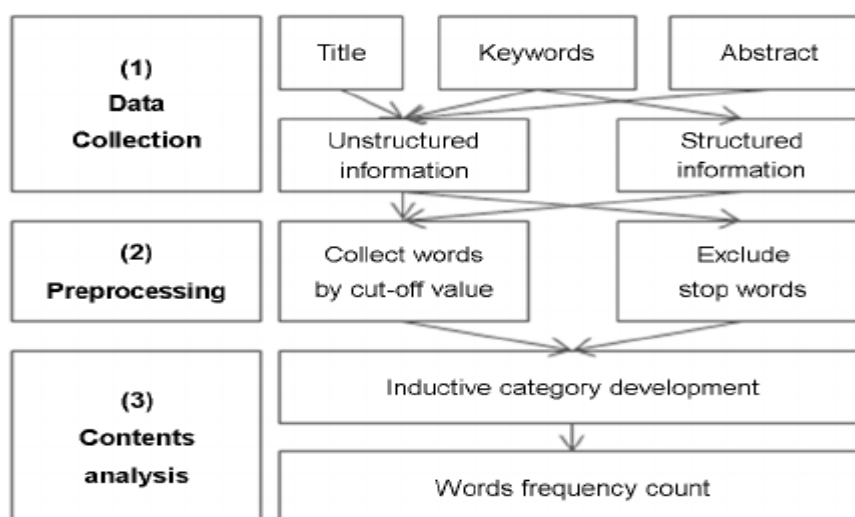 (1)
Data
Collection
Title
Keywords
Abstract
Unstructured
information
Structured
information
(2)
Preprocessing
Collect words
by cut-off value
Exclude
stop words
(3)
Contents
analysis
Inductive category development
Words frequency count